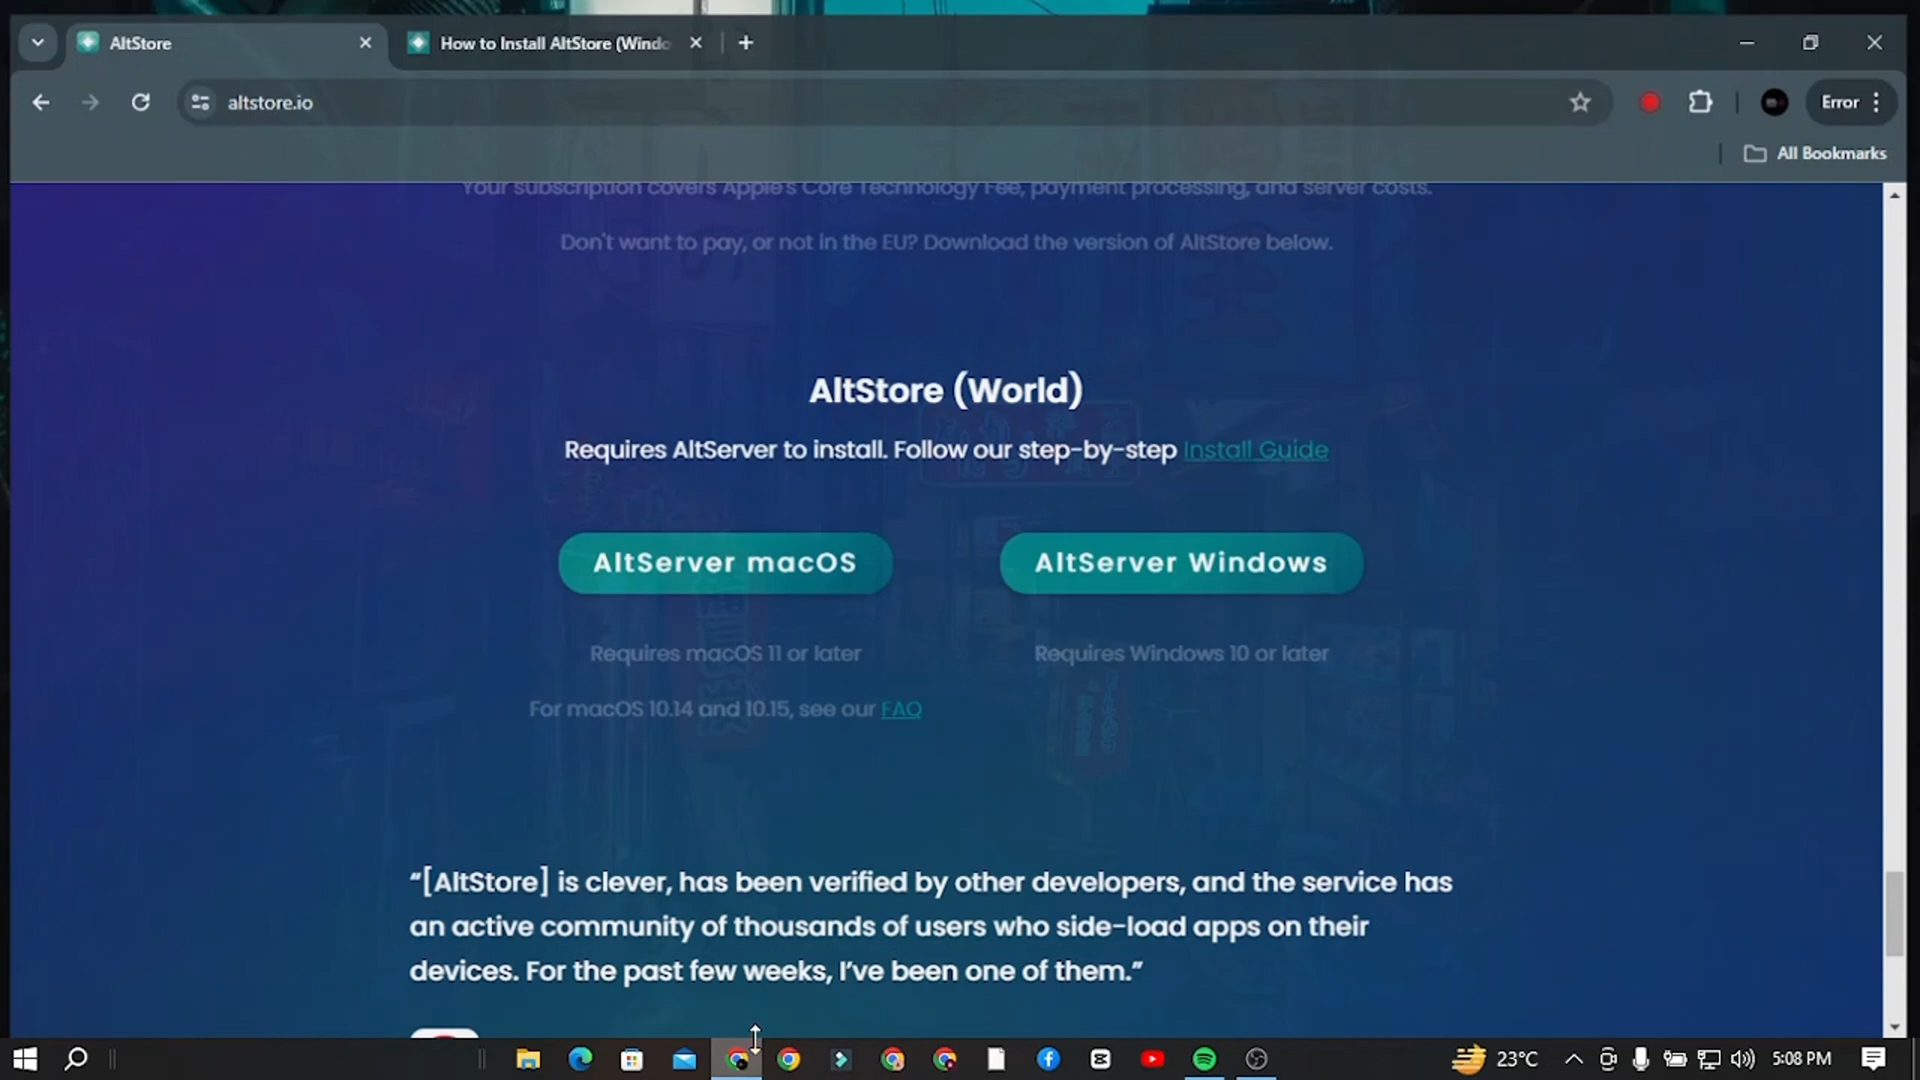 AltStore
How to Install AltStore (Windo
altstore.io
Error
All Bookmarks
Your subscription covers Apple's Core Technology Fee, payment processing, and server costs.
Don't want to pay, or not in the EU? Download the version of AltStore below.
AltStore (World)
Requires AltServer to install. Follow our step-by-step Install Guide
AltServer macOS
AltServer Windows
Requires macOS 11 or later
Requires Windows 10 or later
For macOS 10.14 and 10.15, see our FAQ
“[AltStore] is clever, has been verified by other developers, and the service has
an active community of thousands of users who side-load apps on their
devices. For the past few weeks, I’ve been one of them.”
23°C
5:08 PM